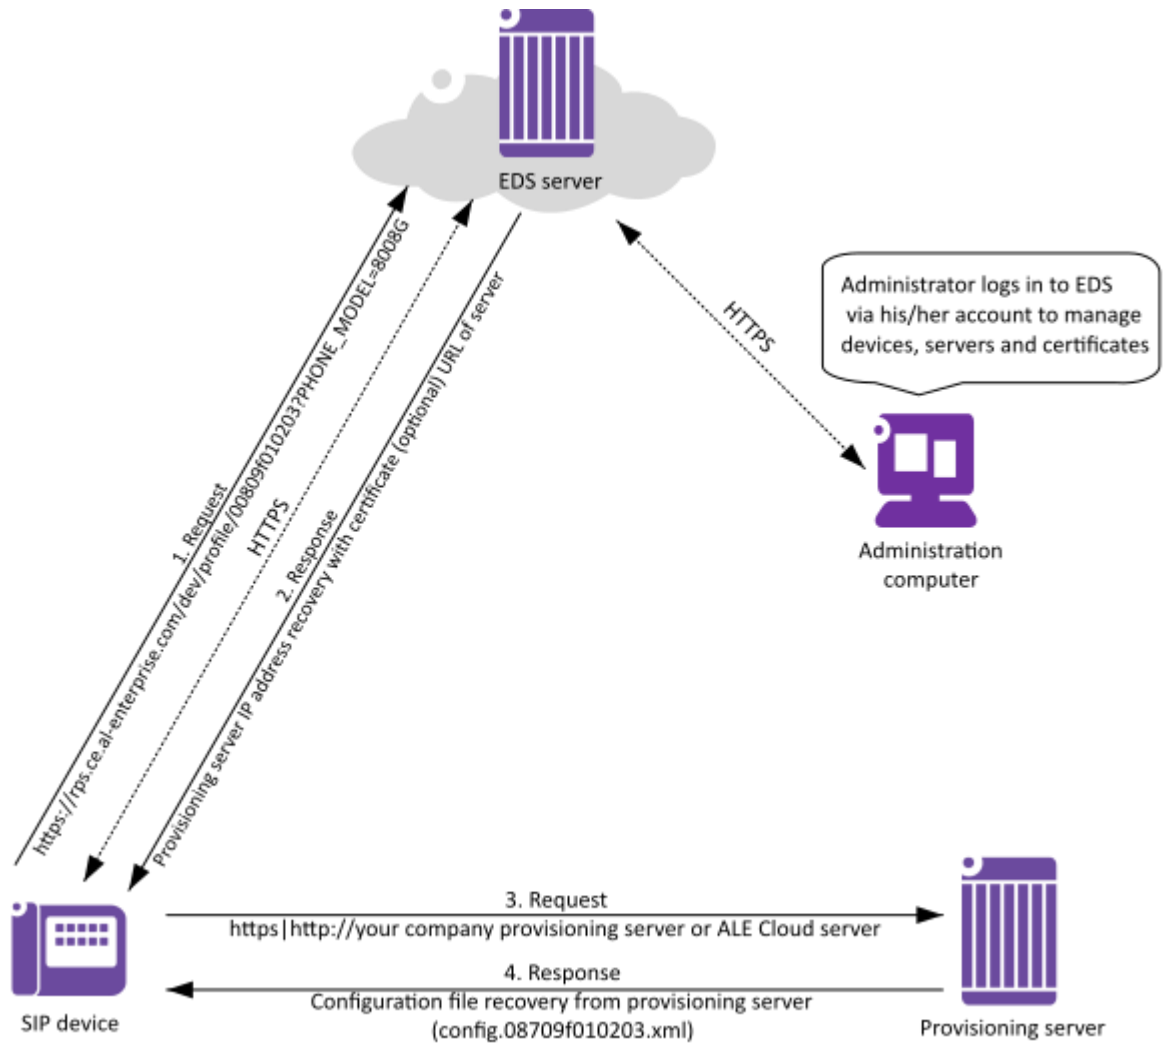 EDS server
Administrator logs in to EDS
via his/her account to manage
devices, servers and certificates
HTTPS
Administration
computer
1. Request
https://rps.ce.al-enterprise.com/dev/profile/00809f010203?PHONE_MODEL=8008G
HTTPS
2. Response
Provisioning server IP address recovery with certificate (optional) URL of server
3. Request
https|http://your company provisioning server or ALE Cloud server
4. Response
Configuration file recovery from provisioning server
(config.08709f010203.xml)
SIP device
Provisioning server